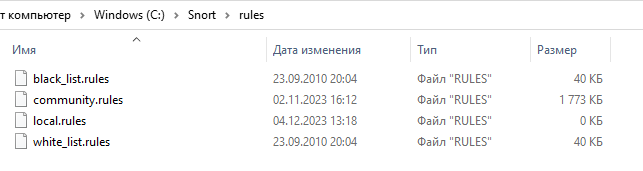 т компьютер > Windows (C:) > Snort > rules
Имя Дата изменения Тип Размер
black_list.rules 23.09.2010 20:04 Файл "RULES" 40 КБ
community.rules 02.11.2023 16:12 Файл "RULES" 1 773 КБ
local.rules 04.12.2023 13:18 Файл "RULES" 0 КБ
white_list.rules 23.09.2010 20:04 Файл "RULES" 40 КБ